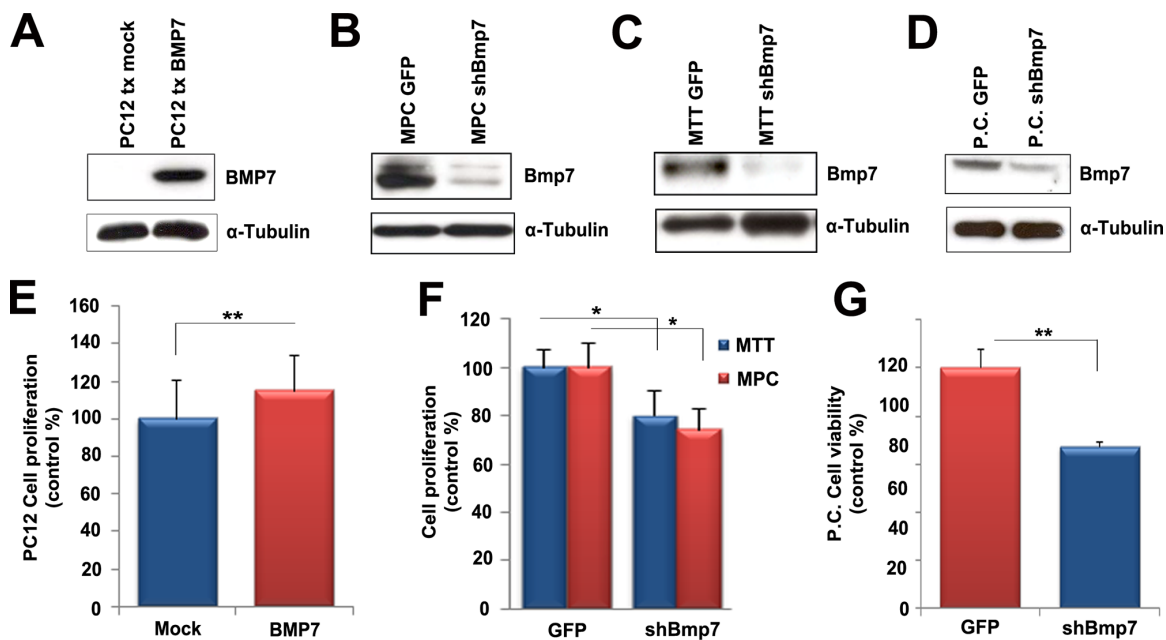 A
PC12 tx mock
PC12 tx BMP7
BMP7
α-Tubulin
B
MPC GFP
MPC shBmp7
Bmp7
α-Tubulin
C
MTT GFP
MTT shBmp7
Bmp7
α-Tubulin
D
P.C. GFP
P.C. shBmp7
Bmp7
α-Tubulin
E
PC12 Cell proliferation
(control %)
160
140
120
100
80
60
40
20
0
**
Mock
BMP7
F
Cell proliferation
(control %)
120
100
80
60
40
20
0
*
*
MTT
MPC
GFP
shBmp7
G
P.C. Cell viability
(control %)
120
100
80
60
40
20
0
**
GFP
shBmp7